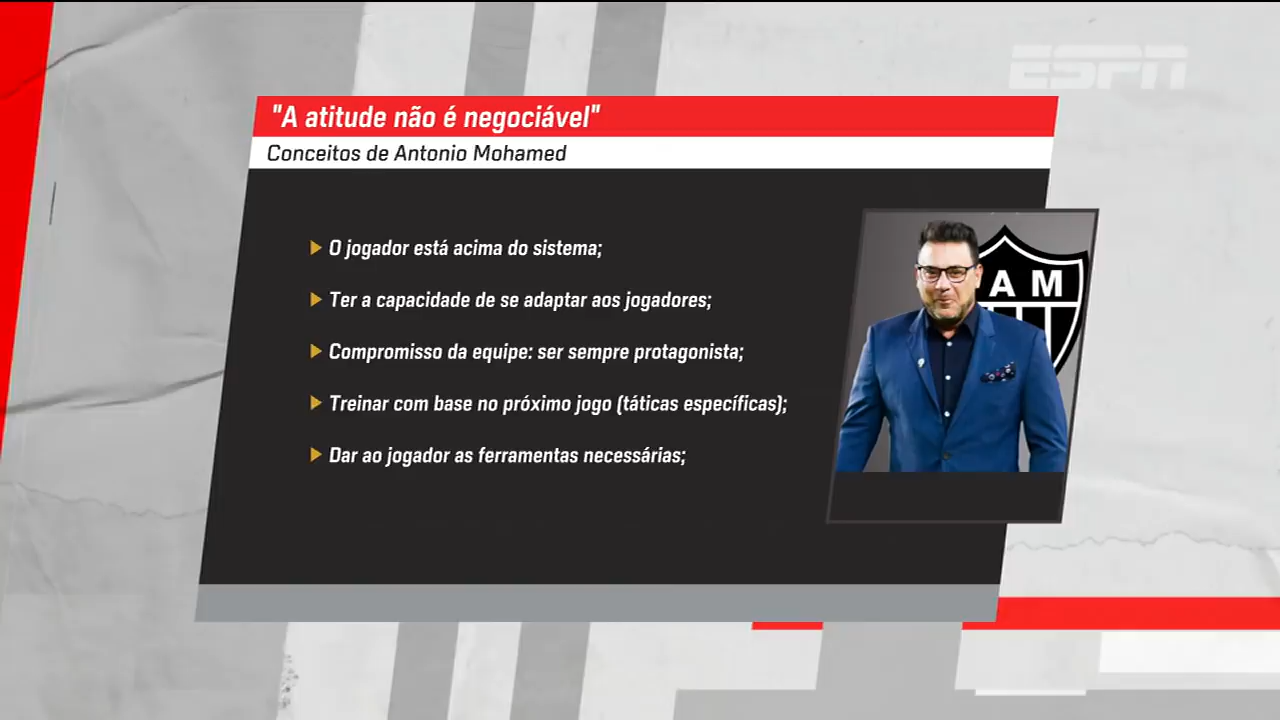 ESPN
"A atitude não é negociável"
Conceitos de Antonio Mohamed
O jogador está acima do sistema;
Ter a capacidade de se adaptar aos jogadores;
Compromisso da equipe: ser sempre protagonista;
Treinar com base no próximo jogo (táticas específicas);
Dar ao jogador as ferramentas necessárias;
A M